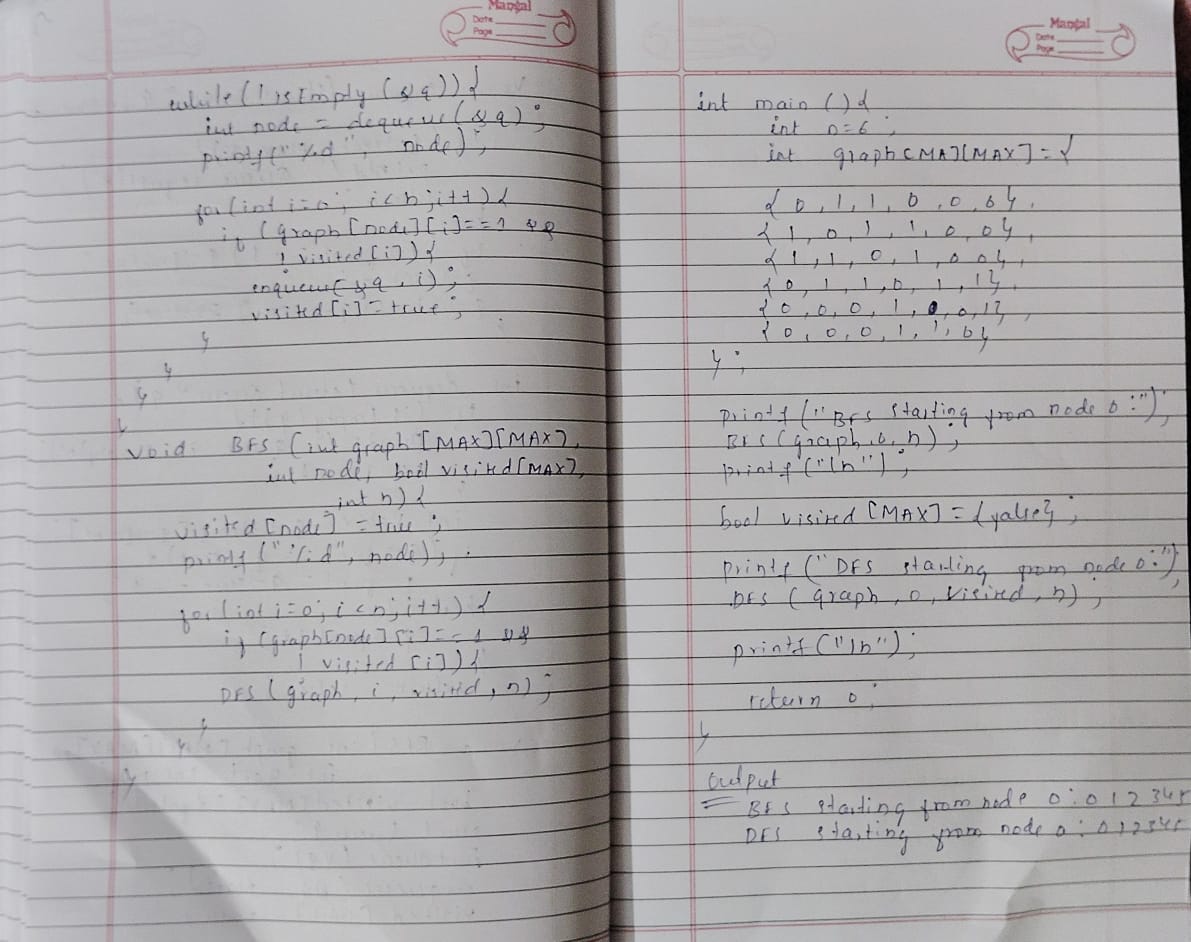 Mangal
Date
Page
while (! isEmpty (&q)) {
int node = dequeue (&q) ;
printf (" %d " , node) ;
for (int i=0 ; i<n ; i++) {
if (graph [node] [i] == 1 &&
! visited [i]) {
enqueue (&q , i) ;
visited [i] = true ;
}
}
}
}
void BFS (int graph [MAX] [MAX],
int node, bool visited [MAX],
int n) {
visited [node] = true ;
printf (" %d", node) ;
for (int i=0 ; i<n ; i++) {
if (graph [node] [i] == 1 &&
! visited [i]) {
DFS (graph , i , visited , n) ;
}
}
}
Mangal
Date
Page
int main () {
int n=6 ;
int graph [MA] [MAX] = {
{ 0 , 1 , 1 , 0 , 0 , 0 } ,
{ 1 , 0 , 1 , 1 , 0 , 0 } ,
{ 1 , 1 , 0 , 1 , 0 0 } ,
{ 0 , 1 , 1 , 0 , 1 , 1 } ,
{ 0 , 0 , 0 , 1 , 0 , 0 , 1 } ,
{ 0 , 0 , 0 , 1 , 1 , 0 }
} ;
printf ("BFS starting from node 0 :") ;
BFS (graph , 0 , n) ;
printf ("\n") ;
bool visired [MAX] = {false} ;
printf ("DFS starting from node 0 :") ;
DFS (graph , 0 , visired , n) ;
printf ("\n") ;
return 0 ;
}
output
BFS starting from node 0 : 0 1 2 3 4 5
DFS starting from node 0 : 0 1 2 3 4 5